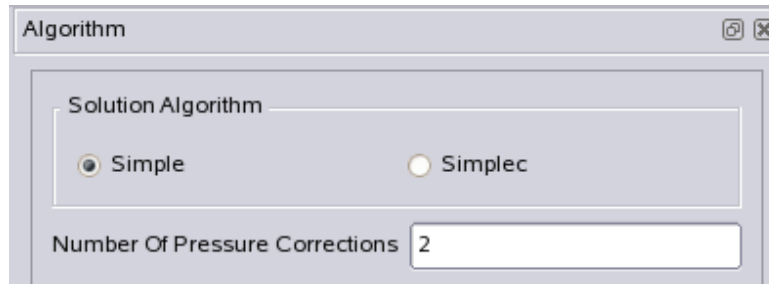 Algorithm
Solution Algorithm
Simple Simplec
Number Of Pressure Corrections 2